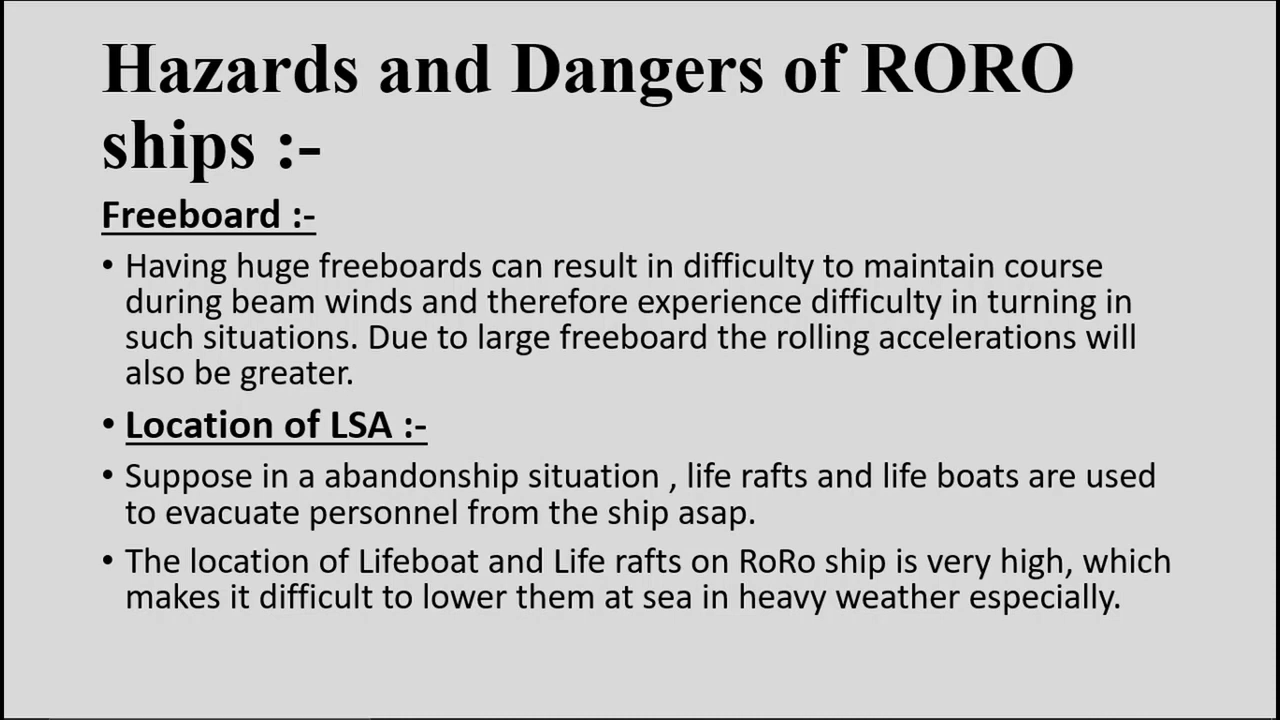 Hazards and Dangers of RORO
ships :-
Freeboard :-
• Having huge freeboards can result in difficulty to maintain course
during beam winds and therefore experience difficulty in turning in
such situations. Due to large freeboard the rolling accelerations will
also be greater.
• Location of LSA :-
• Suppose in a abandonship situation , life rafts and life boats are used
to evacuate personnel from the ship asap.
• The location of Lifeboat and Life rafts on RoRo ship is very high, which
makes it difficult to lower them at sea in heavy weather especially.